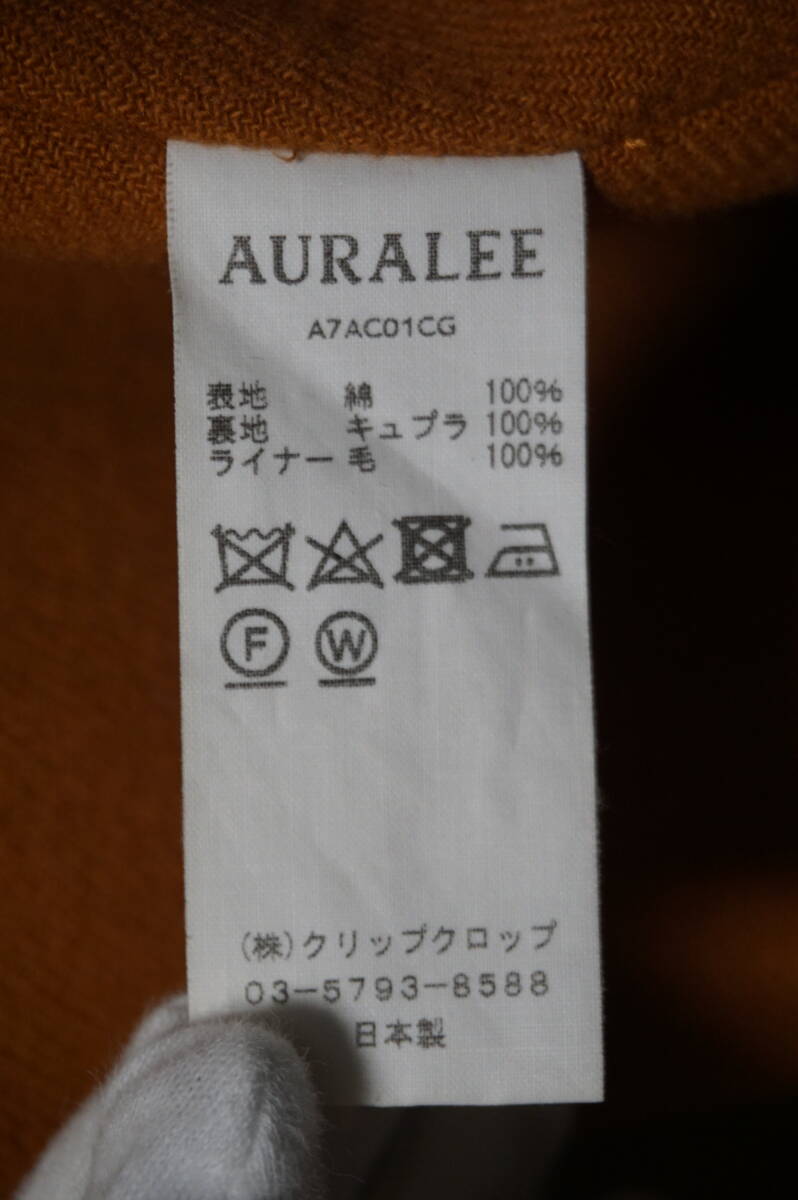 AURALEE
A7AC01CG
表地 綿 100%
裏地 キュプラ 100%
ライナー 毛 100%
F W
(株)クリップクロップ
03-5793-8588
日本製